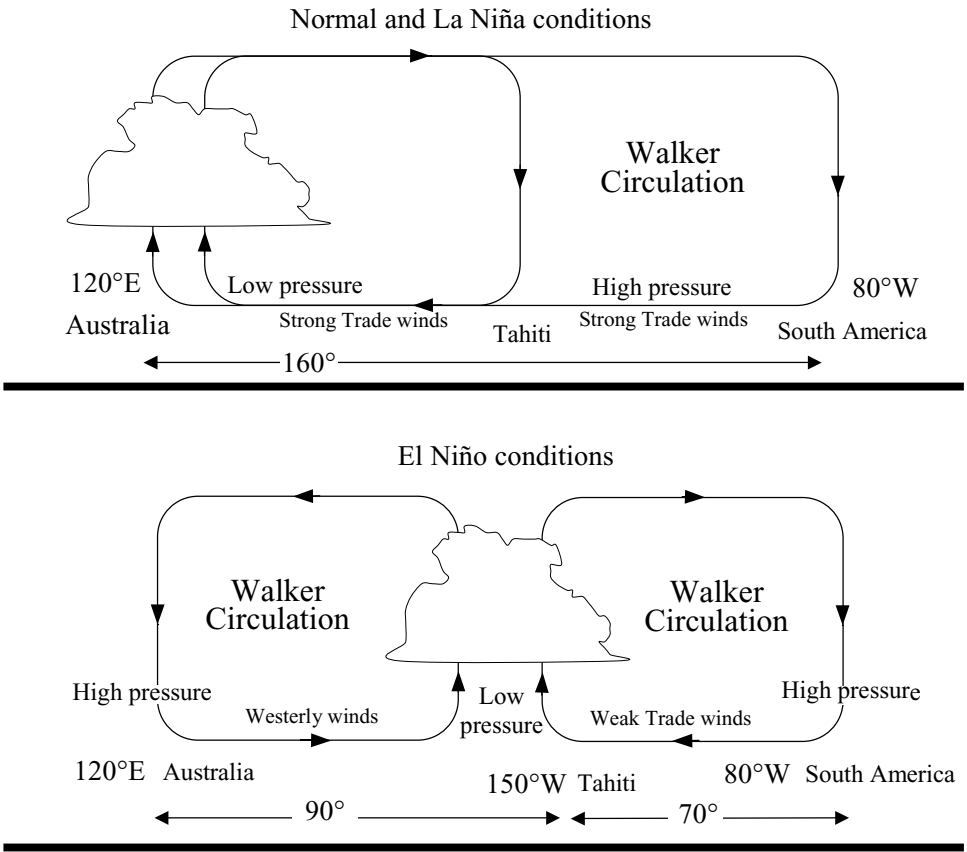 Normal and La Niña conditions
Walker
Circulation
120°E
Low pressure
High pressure
80°W
Australia
Strong Trade winds
Tahiti
Strong Trade winds
South America
160°
El Niño conditions
Walker
Circulation
Walker
Circulation
High pressure
Low
pressure
High pressure
Westerly winds
Weak Trade winds
120°E Australia
150°W Tahiti
80°W South America
90°
70°